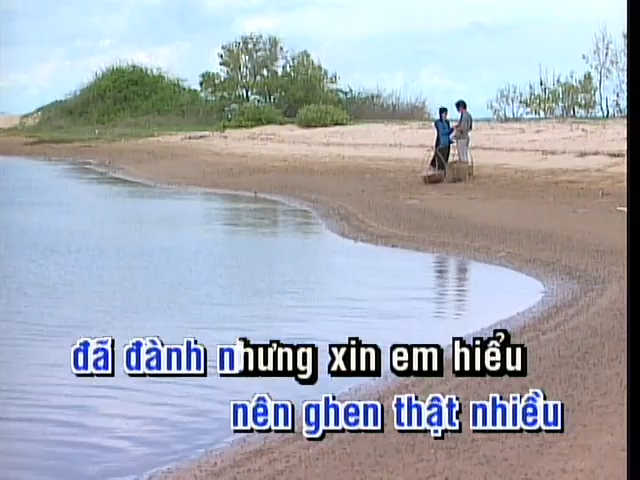 đã đành nhưng xin em hiểu
nên ghen thật nhiều